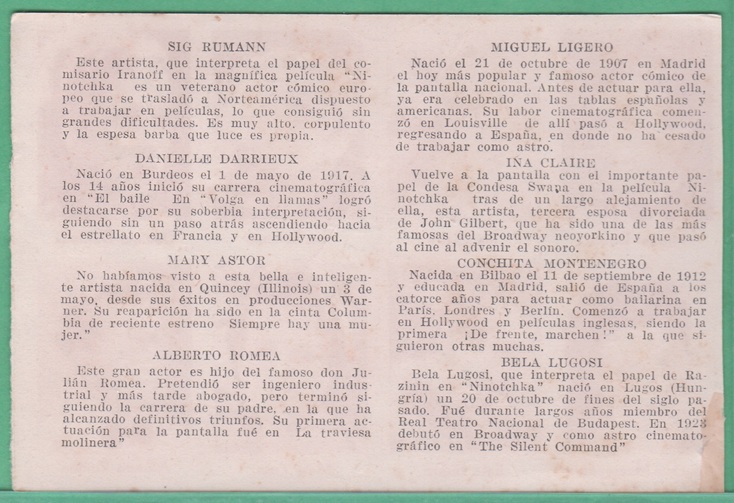 SIG RUMANN
Este artista, que interpreta el papel del co-
misario Iranoff en la magnífica película "Ni-
notchka es un veterano actor cómico euro-
peo que se trasladó a Norteamérica dispuesto
a trabajar en películas, lo que consiguió sin
grandes dificultades. Es muy alto, corpulento
y la espesa barba que luce es propia.
DANIELLE DARRIEUX
Nació en Burdeos el 1 de mayo de 1917. A
los 14 años inició su carrera cinematográfica
en "El baile En "Volga en llamas" logró
destacarse por su soberbia interpretación, si-
guiendo sin un paso atrás ascendiendo hacia
el estrellato en Francia y en Hollywood.
MARY ASTOR
No habíamos visto a esta bella e inteligen-
te artista nacida en Quincey (Illinois) un 3 de
mayo, desde sus éxitos en producciones War-
ner. Su reaparición ha sido en la cinta Colum-
bia de reciente estreno Siempre hay una mu-
jer."
ALBERTO ROMEA
Este gran actor es hijo del famoso don Ju-
lián Romea. Pretendió ser ingeniero indus-
trial y más tarde abogado, pero terminó si-
guiendo la carrera de su padre, en la que ha
alcanzado definitivos triunfos. Su primera ac-
tuación para la pantalla fué en La traviesa
molinera"
MIGUEL LIGERO
Nació el 21 de octubre de 1907 en Madrid
el hoy más popular y famoso actor cómico de
la pantalla nacional. Antes de actuar para ella,
ya era celebrado en las tablas españolas y
americanas. Su labor cinematográfica comen-
zó en Louisville de allí pasó a Hollywood,
regresando a España, en donde no ha cesado
de trabajar como astro.
INA CLAIRE
Vuelve a la pantalla con el importante pa-
pel de la Condesa Swana en la película Ni-
notchka tras de un largo alejamiento de
ella, esta artista, tercera esposa divorciada
de John Gilbert, que ha sido una de las más
famosas del Broadway neoyorkino y que pasó
al cine al advenir el sonoro.
CONCHITA MONTENEGRO
Nacida en Bilbao el 11 de septiembre de 1912
y educada en Madrid, salió de España a los
catorce años para actuar como bailarina en
París, Londres y Berlín. Comenzó a trabajar
en Hollywood en películas inglesas, siendo la
primera ¡De frente, marchen!" a la que si-
guieron otras muchas.
BELA LUGOSI
Bela Lugosi, que interpreta el papel de Ra-
zinin en "Ninotchka" nació en Lugos (Hun-
gría) un 20 de octubre de fines del siglo pa-
sado. Fué durante largos años miembro del
Real Teatro Nacional de Budapest. En 1923
debutó en Broadway y como astro cinemato-
gráfico en "The Silent Command"